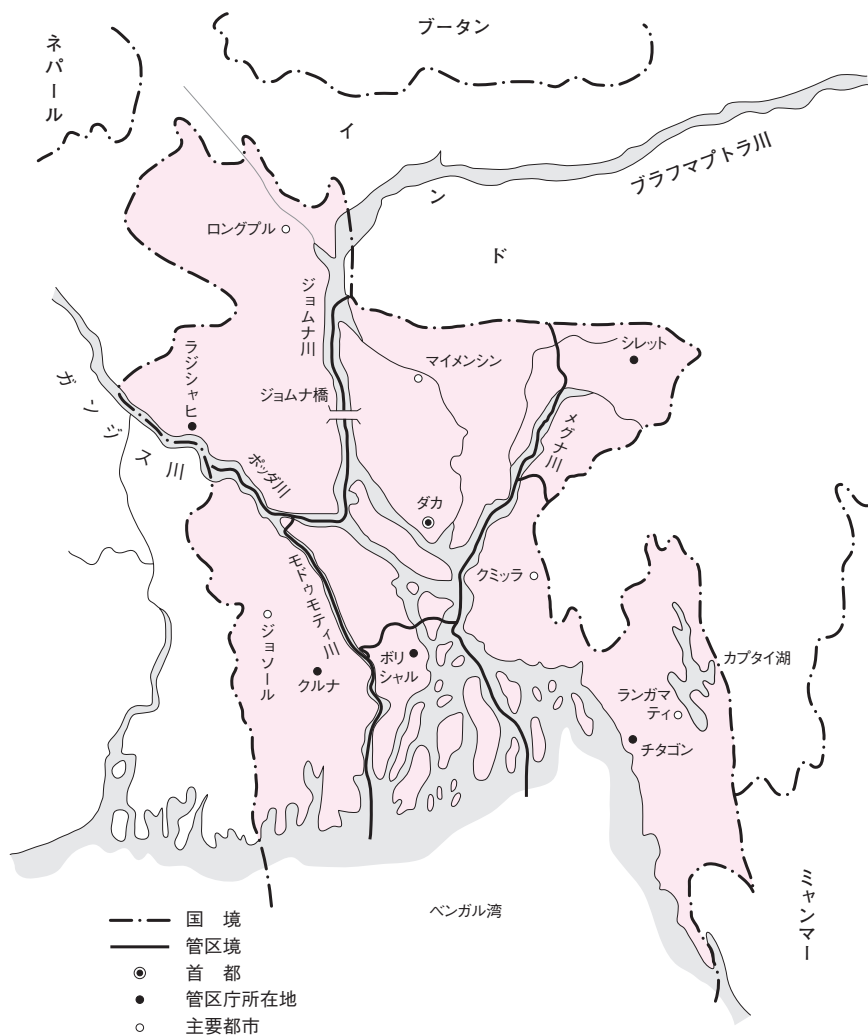 ネパール
ブータン
インド
ブラフマプトラ川
ロングプル
ジョムナ川
マイメンシン
シレット
ラジシャヒ
ガンジス川
ジョムナ橋
メグナ川
ポッダ川
ダカ
クミッラ
モドゥモティ川
ジョソール
クルナ
ボリ
シャル
カプタイ湖
ランガマ
ティ
チタゴン
ミャンマー
ベンガル湾
国 境
管区境
首 都
管区庁所在地
主要都市